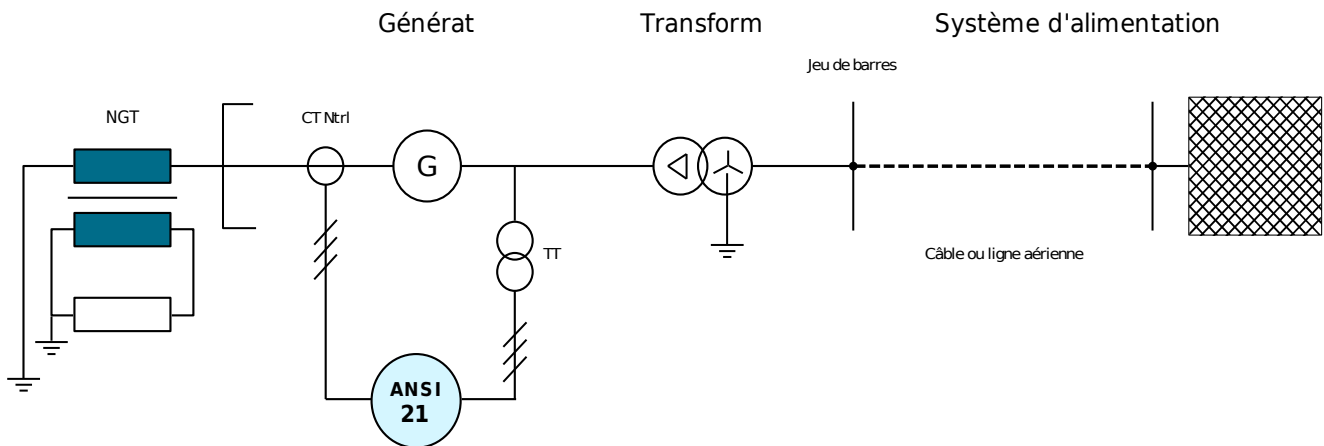 Générat
Transform
Système d'alimentation
Jeu de barres
NGT
CT Ntrl
G
TT
Câble ou ligne aérienne
ANSI
21